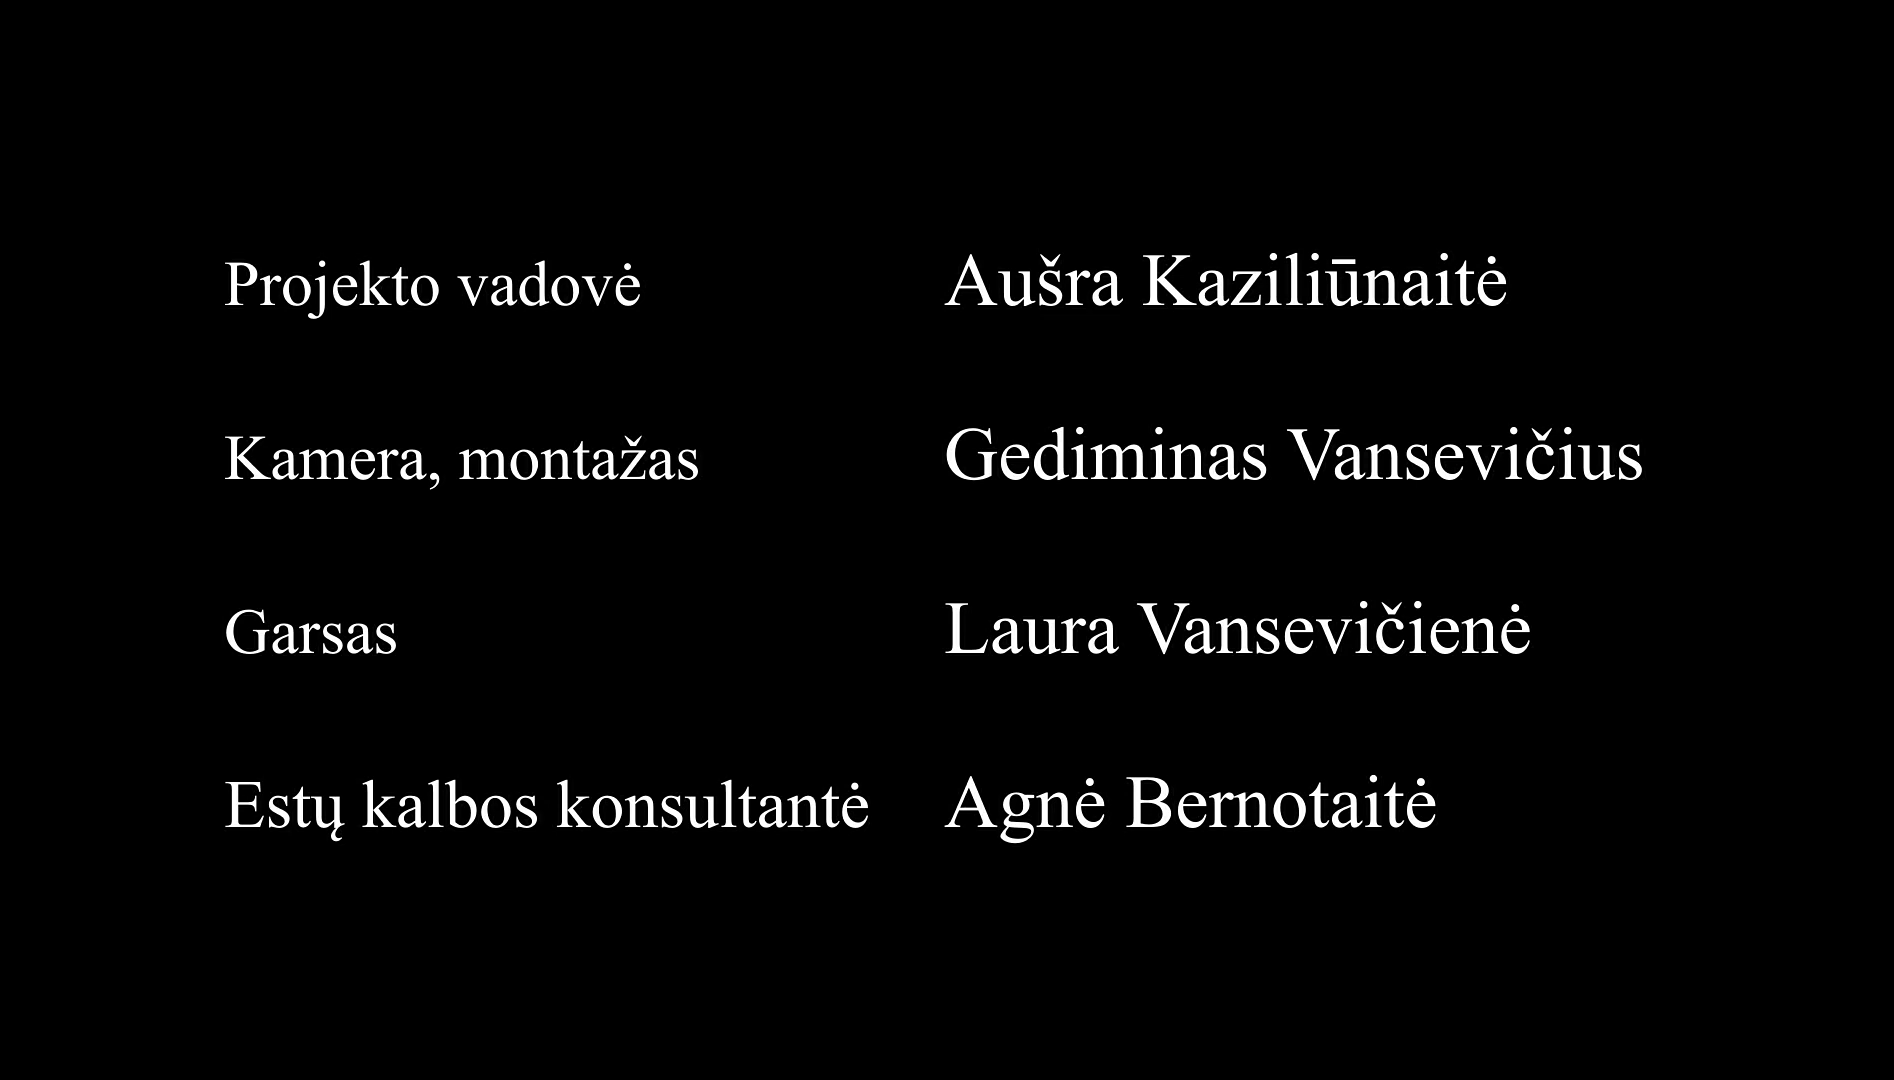 Projekto vadovė Aušra Kaziliūnaitė
Kamera, montažas Gediminas Vansevičius
Garsas Laura Vansevičienė
Estų kalbos konsultantė Agnė Bernotaitė